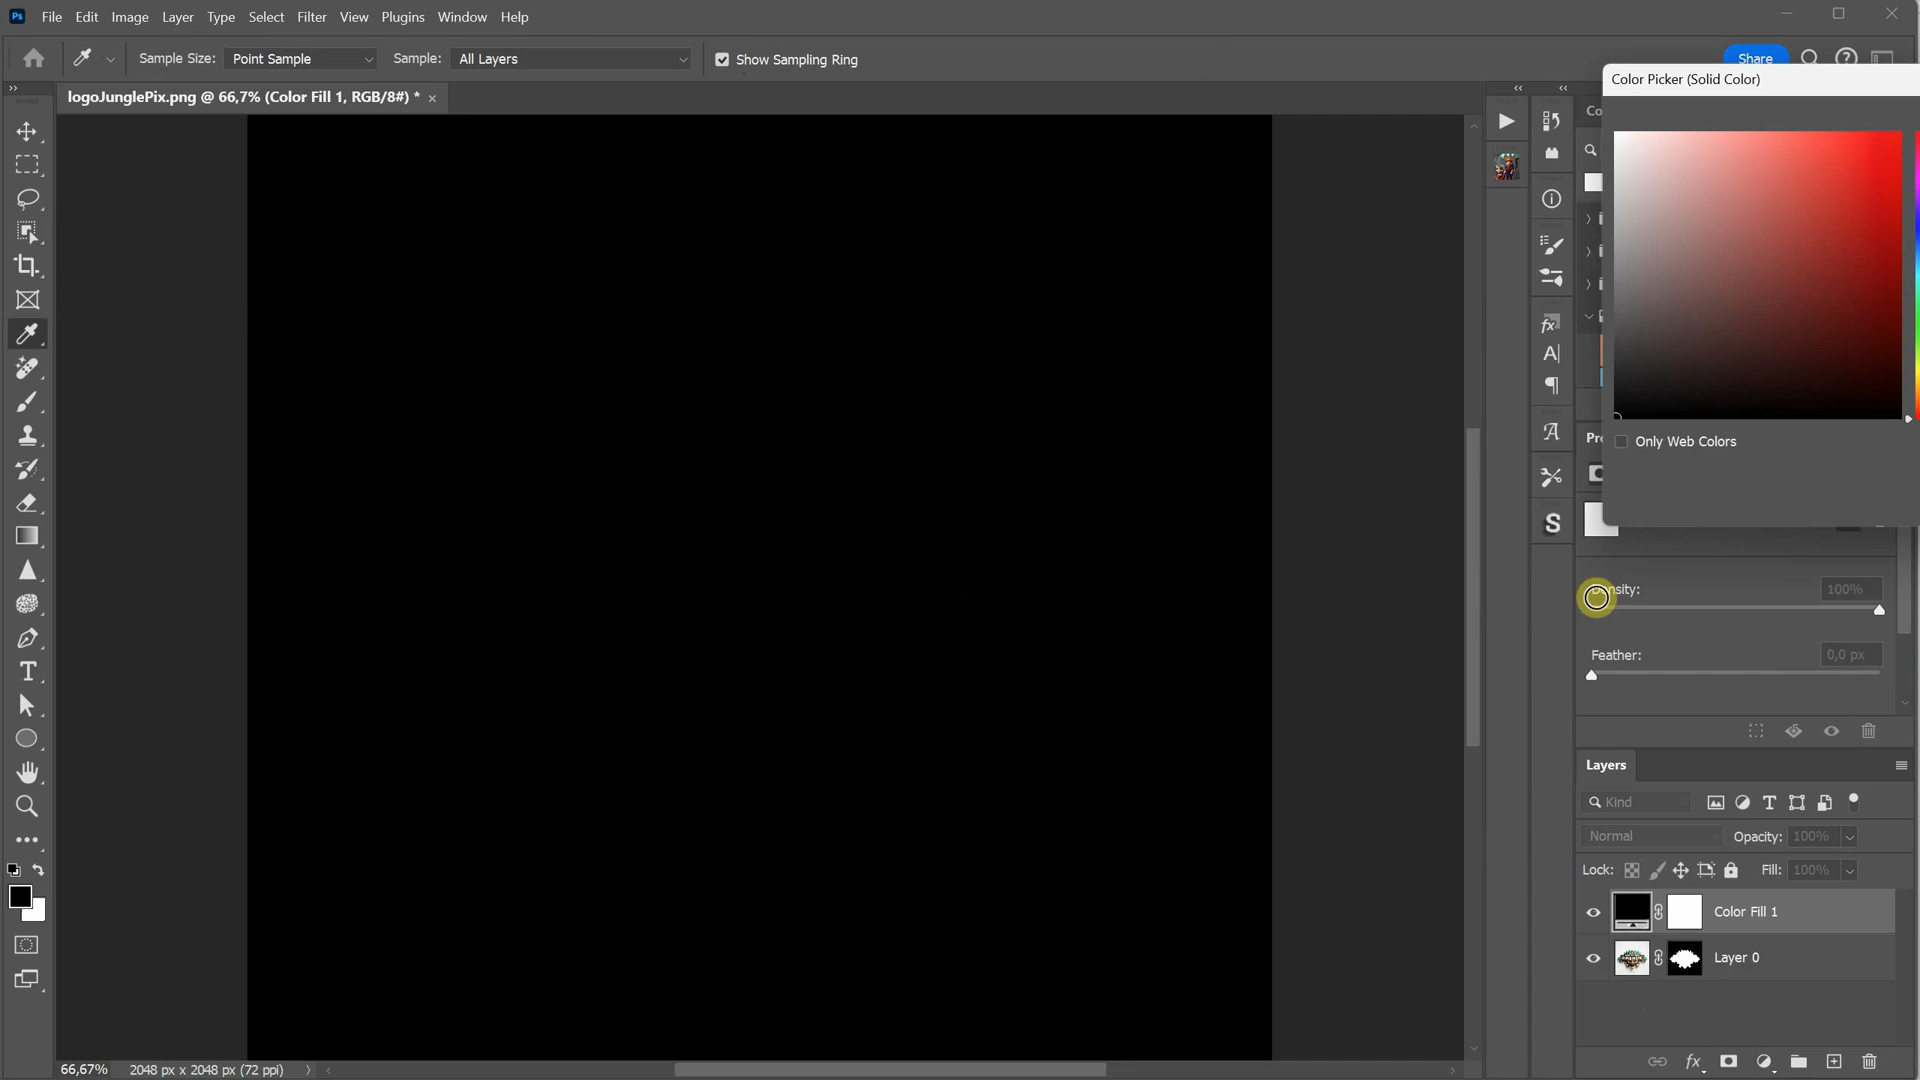 File Edit Image Layer Type Select Filter View Plugins Window Help
Sample Size: Point Sample Sample: All Layers Show Sampling Ring
Share
Color Picker (Solid Color)
logoJunglePix.png @ 66,7% (Color Fill 1, RGB/8#) *
Co
Only Web Colors
Pr
Density: 100%
Feather: 0,0 px
Layers
Kind
Normal Opacity: 100%
Lock: Fill: 100%
Color Fill 1
Layer 0
66,67% 2048 px x 2048 px (72 ppi)